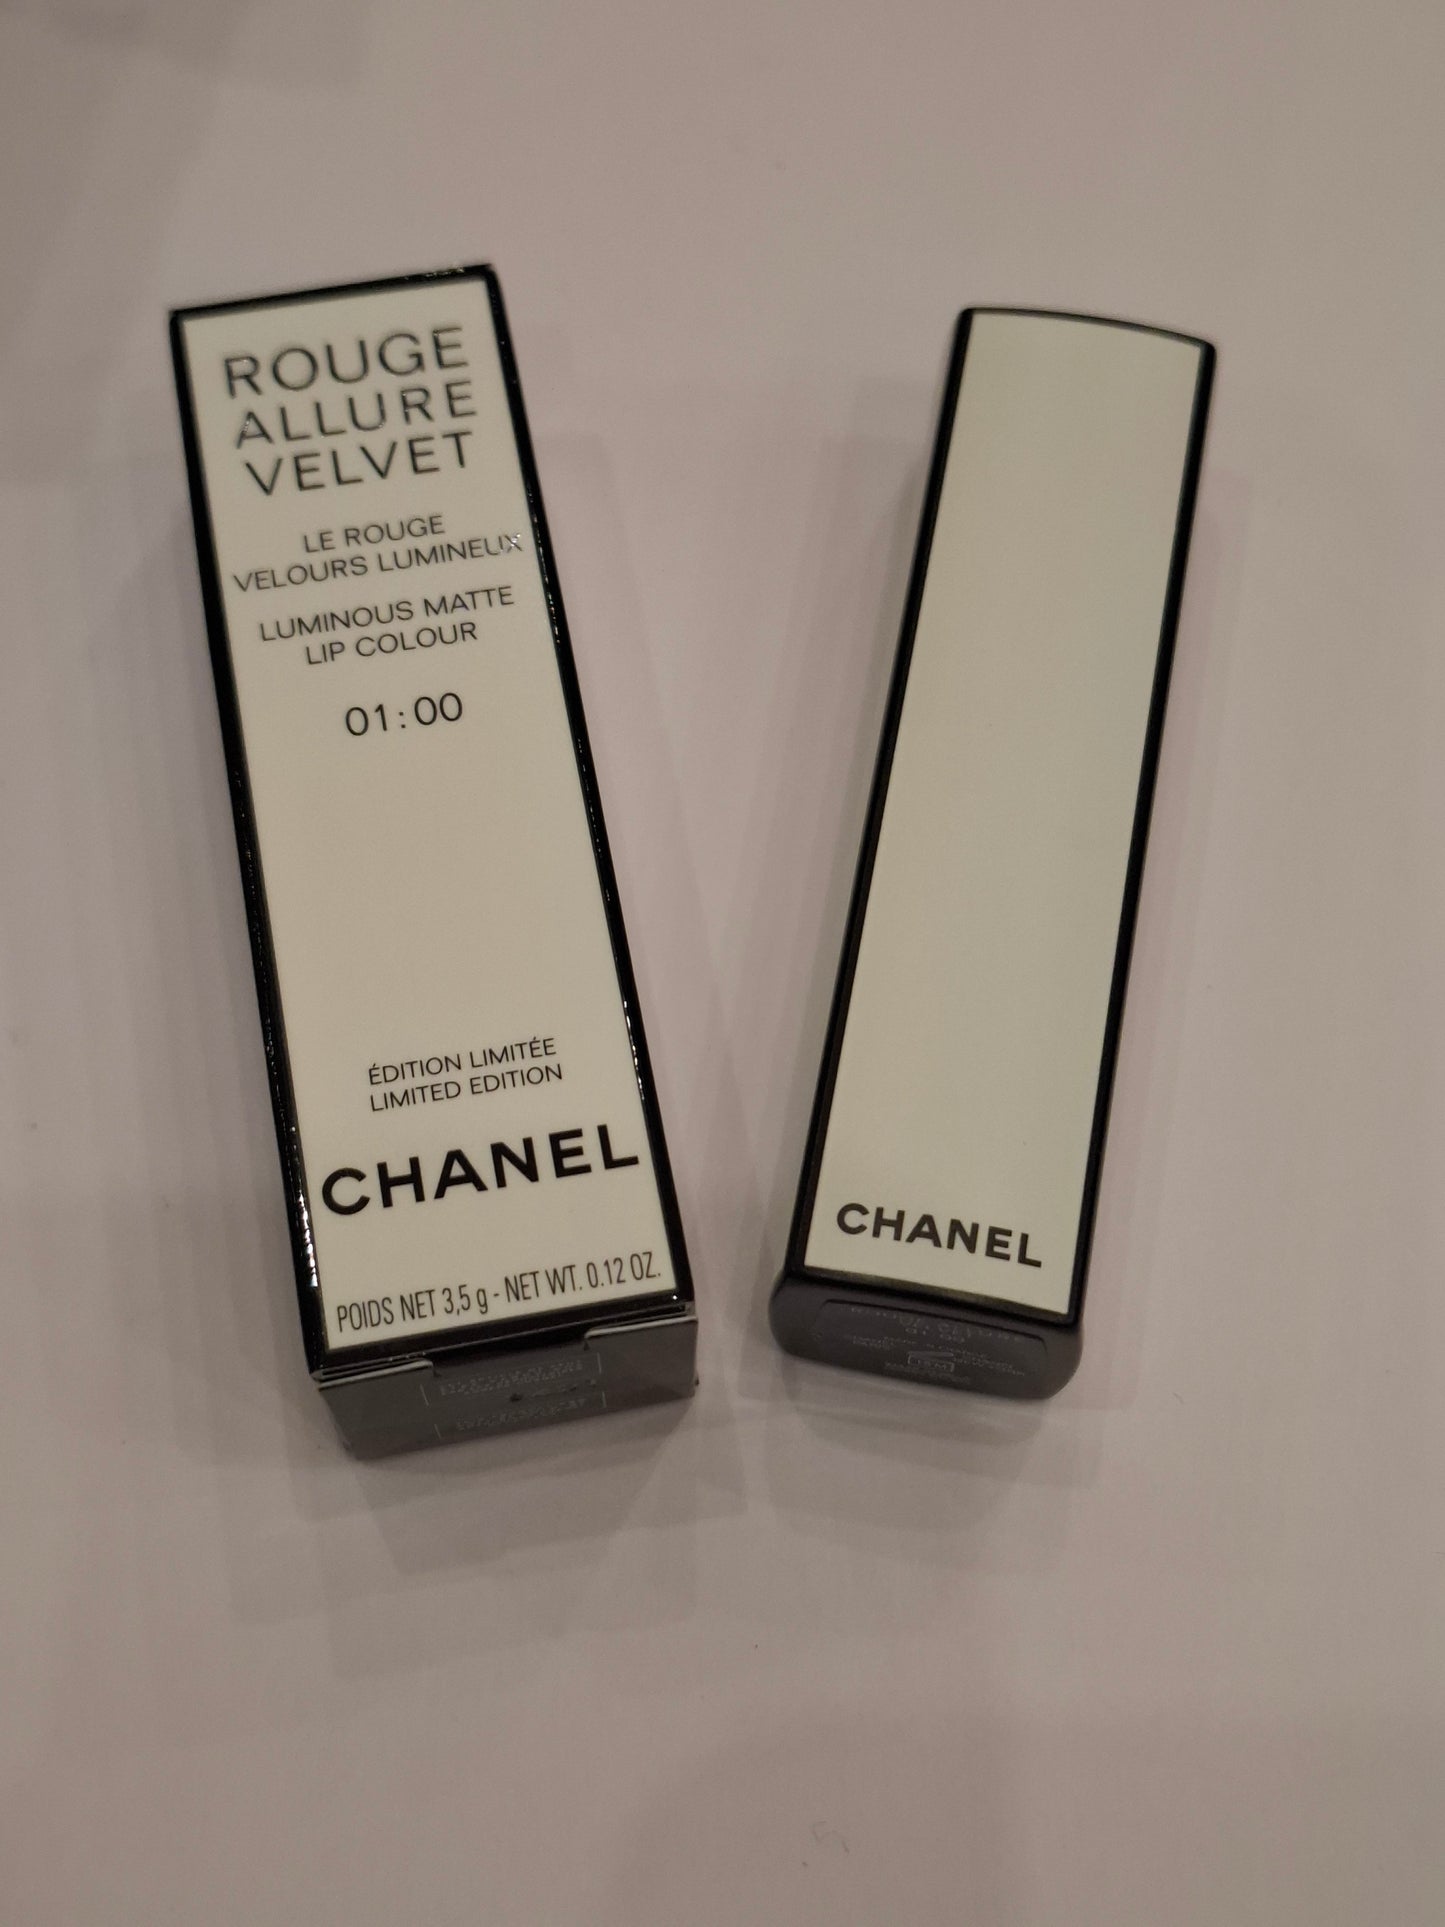 ROUGE
ALLURE
VELVET
LE ROUGE
VELOURS LUMINEUX
LUMINOUS MATTE
LIP COLOUR
01:00
ÉDITION LIMITÉE
LIMITED EDITION
CHANEL
POIDS NET 3,5 g - NET WT. 0.12 OZ.
CHANEL